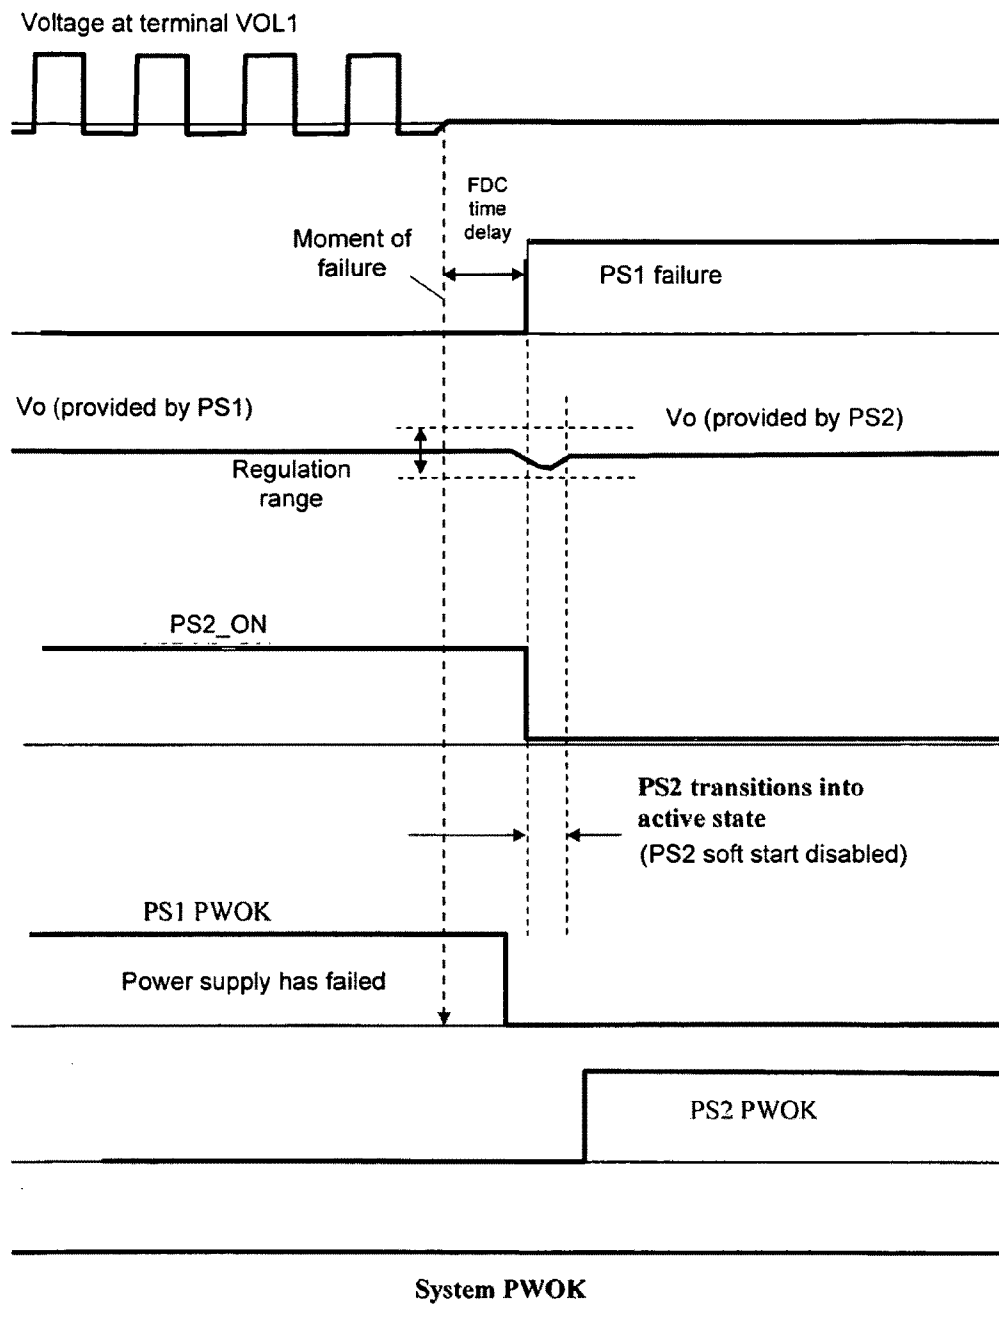 Voltage at terminal VOL1
FDC
time
delay
Moment of
failure
PS1 failure
Vo (provided by PS1)
Vo (provided by PS2)
Regulation
range
PS2_ON
PS2 transitions into
active state
(PS2 soft start disabled)
PS1 PWOK
Power supply has failed
PS2 PWOK
System PWOK